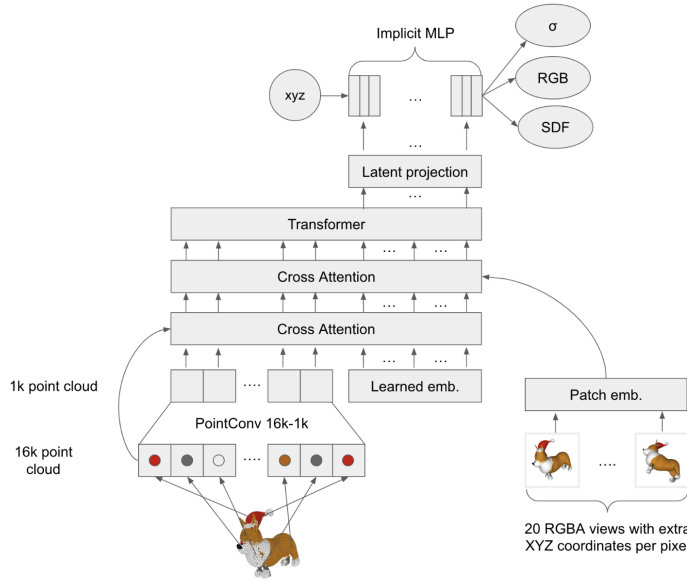 Implicit MLP
σ
xyz
...
RGB
SDF
...
Latent projection
...
Transformer
... ...
Cross Attention
... ...
Cross Attention
... ...
1k point cloud
....
Learned emb.
Patch emb.
PointConv 16k-1k
16k point
cloud
....
....
20 RGBA views with extra
XYZ coordinates per pixe